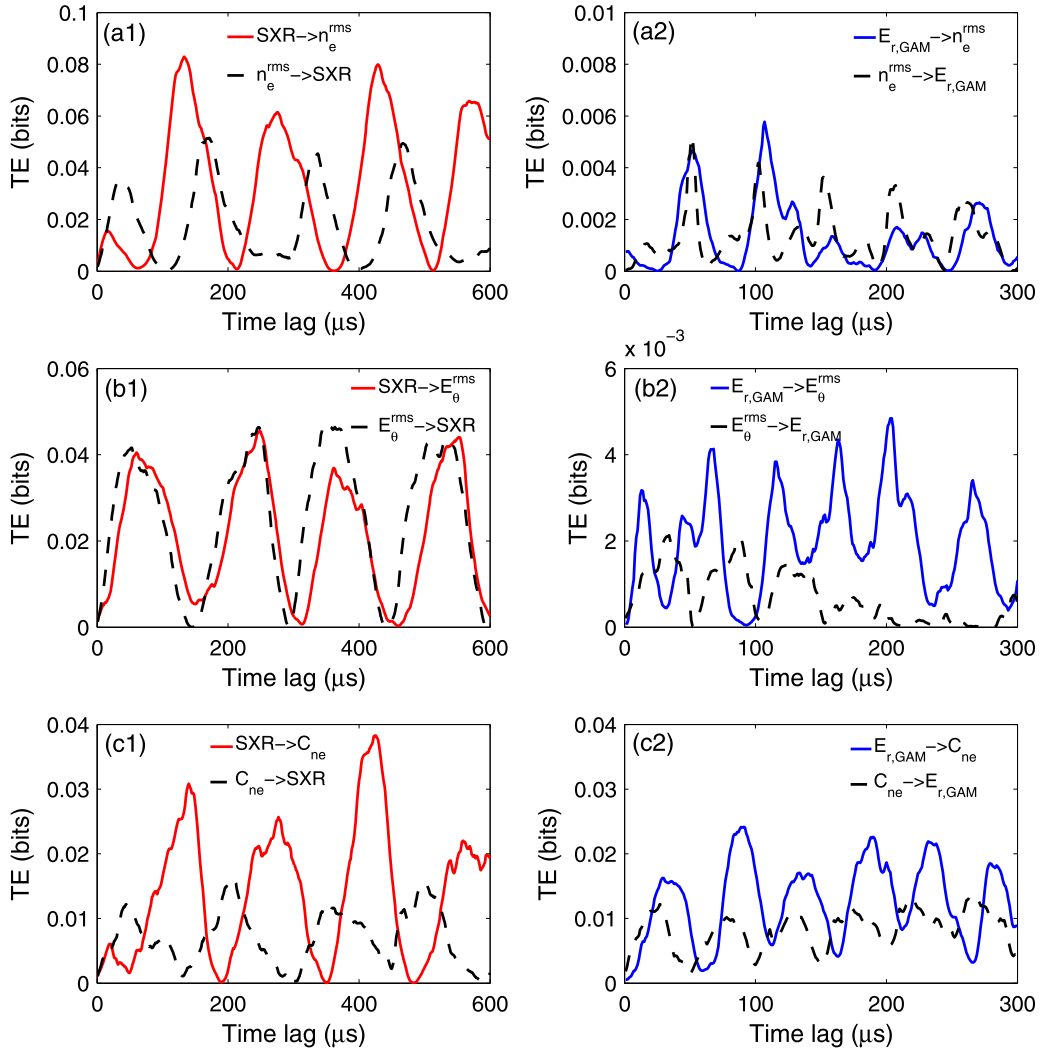 (a1)
SXR->n_e^rms
n_e^rms->SXR
TE (bits)
0.1
0.08
0.06
0.04
0.02
0
0 200 400 600
Time lag (μs)
(a2)
E_r,GAM->n_e^rms
n_e^rms->E_r,GAM
TE (bits)
0.01
0.008
0.006
0.004
0.002
0
0 100 200 300
Time lag (μs)
(b1)
SXR->E_θ^rms
E_θ^rms->SXR
TE (bits)
0.06
0.04
0.02
0
0 200 400 600
Time lag (μs)
x 10^-3
(b2)
E_r,GAM->E_θ^rms
E_θ^rms->E_r,GAM
TE (bits)
6
4
2
0
0 100 200 300
Time lag (μs)
(c1)
SXR->C_ne
C_ne->SXR
TE (bits)
0.04
0.03
0.02
0.01
0
0 200 400 600
Time lag (μs)
(c2)
E_r,GAM->C_ne
C_ne->E_r,GAM
TE (bits)
0.04
0.03
0.02
0.01
0
0 100 200 300
Time lag (μs)